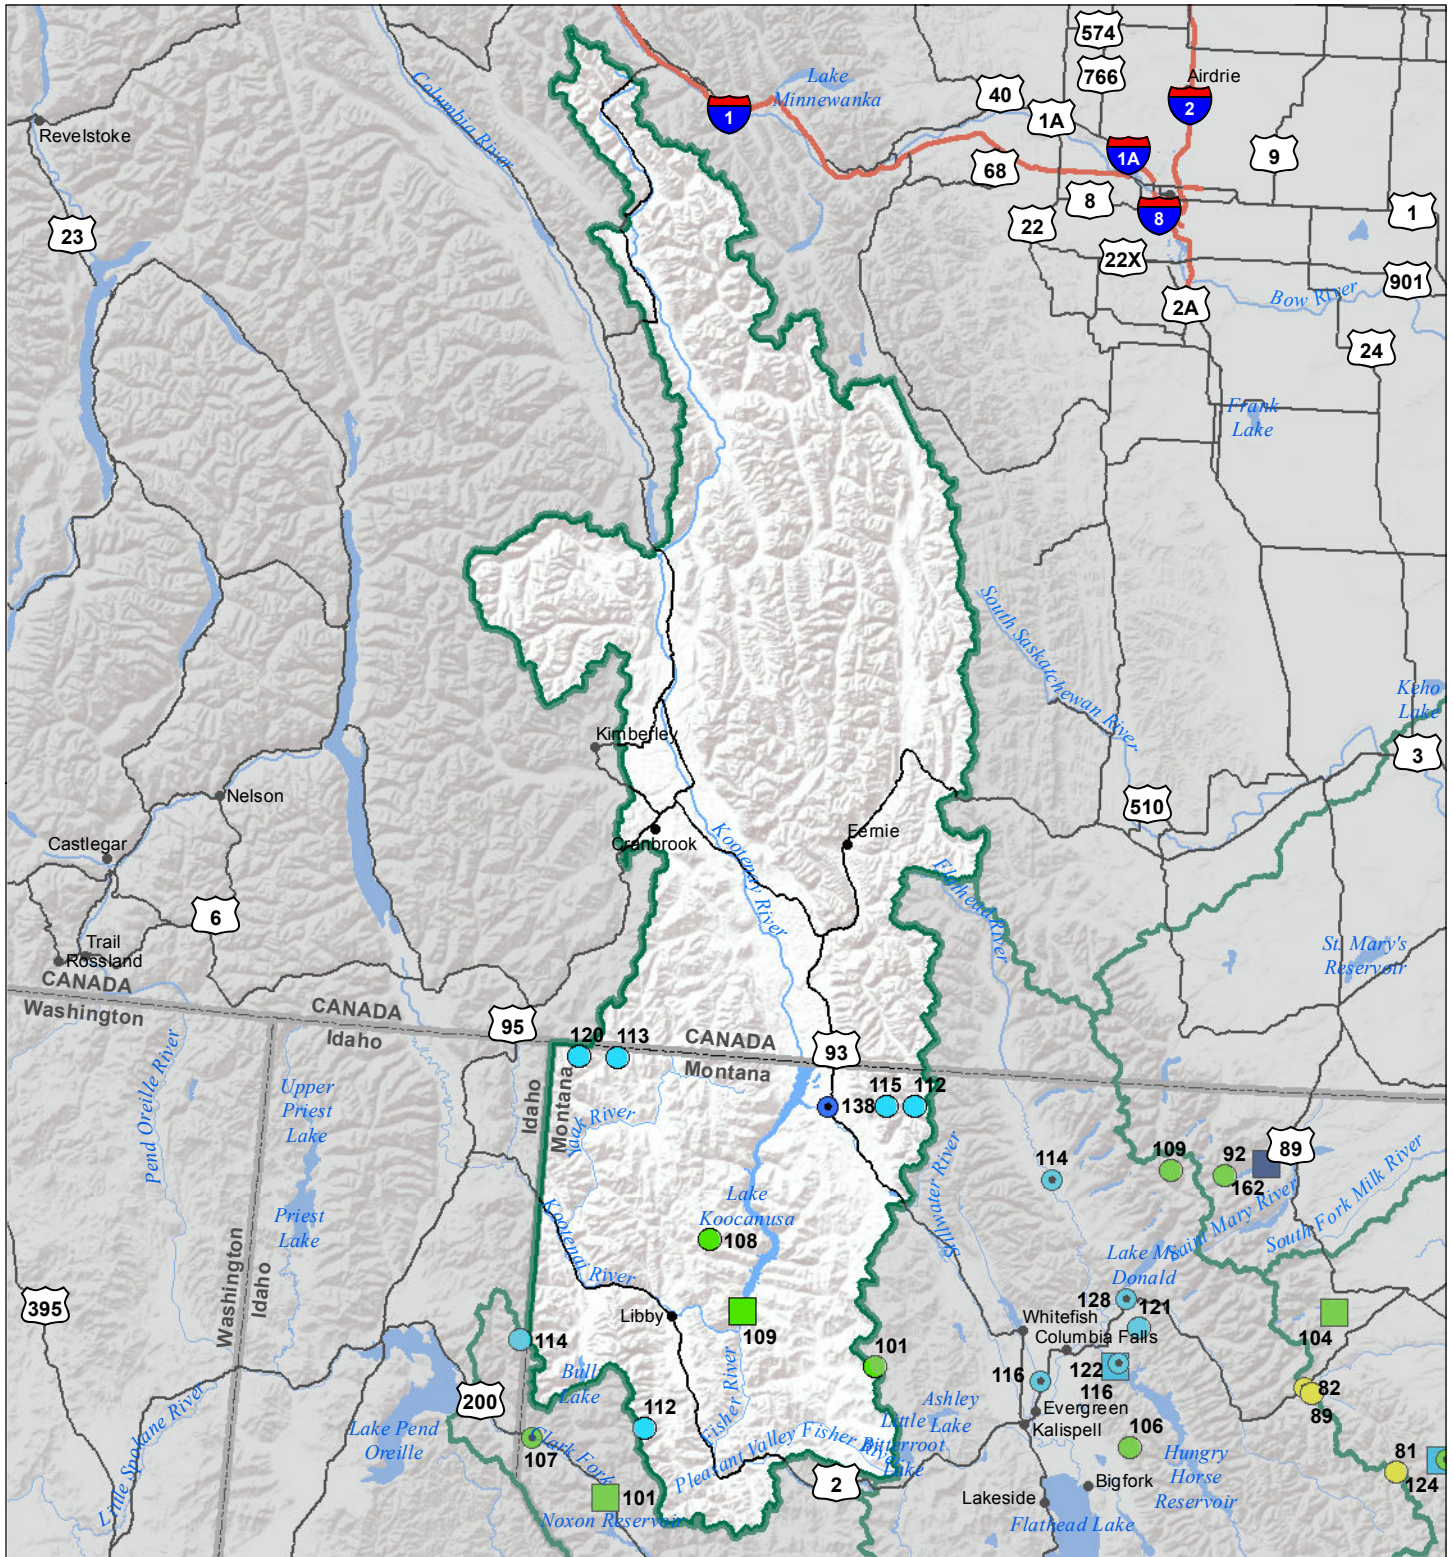 574
766
Airdrie
Lake
Minnewanka
40
1A
2
1
Columbia River
Revelstoke
1A
9
68
8
8
1
22
23
22X
901
Bow River
2A
24
Frank
Lake
South Saskatchewan River
Keho
Lake
Kimberley
3
Nelson
510
Castlegar
Cranbrook
Fernie
Kootenay River
Flathead River
6
Trail
Rossland
St. Mary's
Reservoir
CANADA
Washington
CANADA
Idaho
95
120
113
CANADA
Montana
93
Pend Oreille River
Upper
Priest
Lake
Idaho
Montana
Yaak River
138
115
112
Stillwater River
114
109
92
89
162
Saint Mary River
South Fork Milk River
Priest
Lake
Lake
Koocanusa
108
Kootenai River
Lake Mc
Donald
Washington
Idaho
395
Libby
109
128
121
104
Whitefish
Columbia Falls
114
Bull
Lake
101
122
116
116
82
89
200
Fisher River
Ashley
Lake
Evergreen
Kalispell
Little Spokane River
Lake Pend
Oreille
107
Clark Fork
112
Pleasant Valley Fisher River
Little
Bitterroot
Lake
106
Hungry
Horse
Reservoir
81
124
101
Noxon Reservoir
2
Bigfork
Lakeside
Flathead Lake